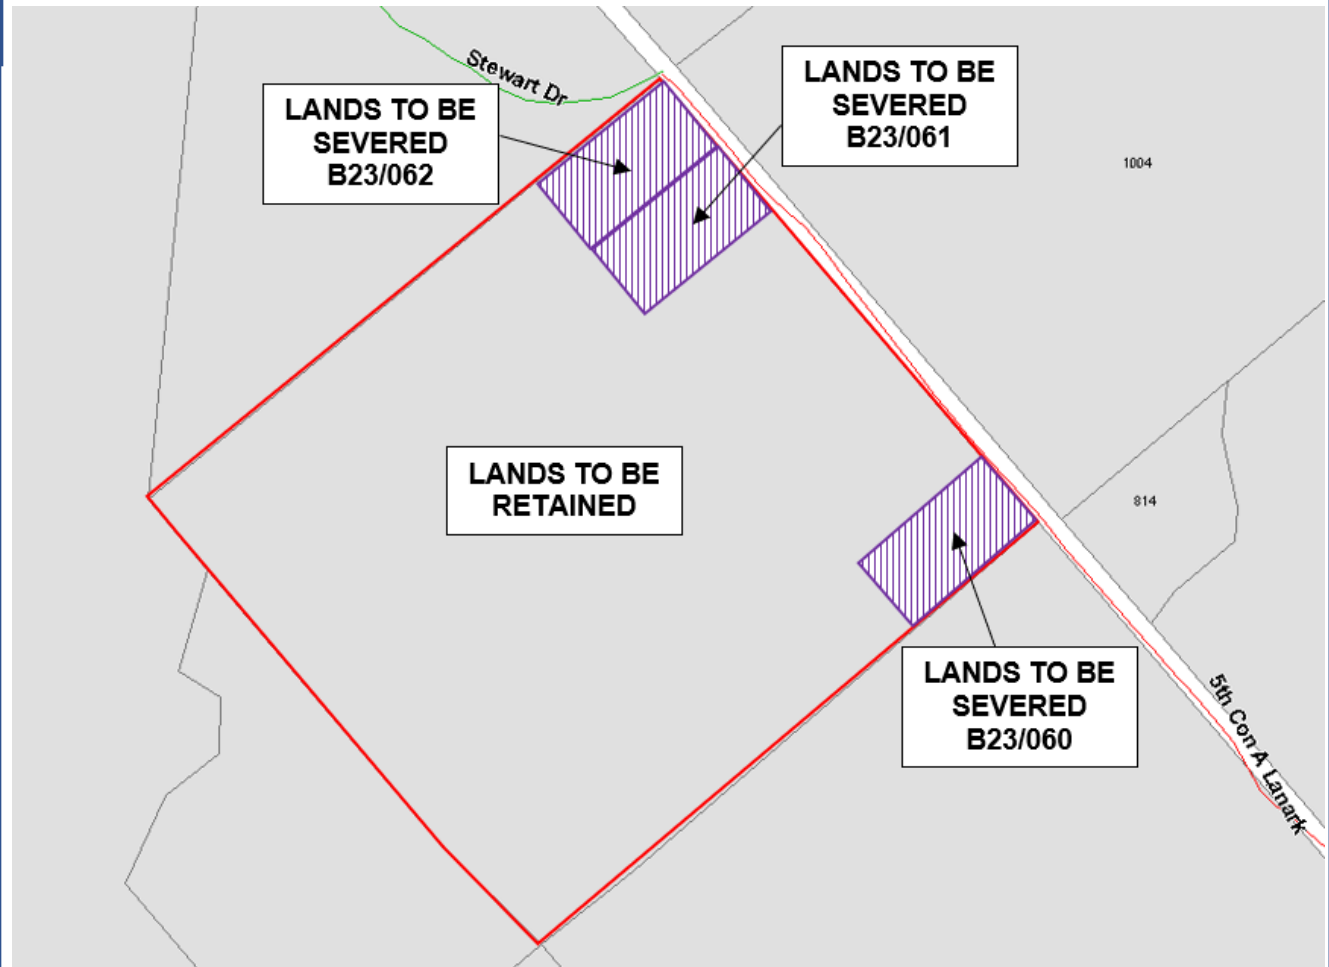 Stewart Dr
LANDS TO BE
SEVERED
B23/062
LANDS TO BE
SEVERED
B23/061
1004
LANDS TO BE
RETAINED
814
LANDS TO BE
SEVERED
B23/060
5th Con A Lanark